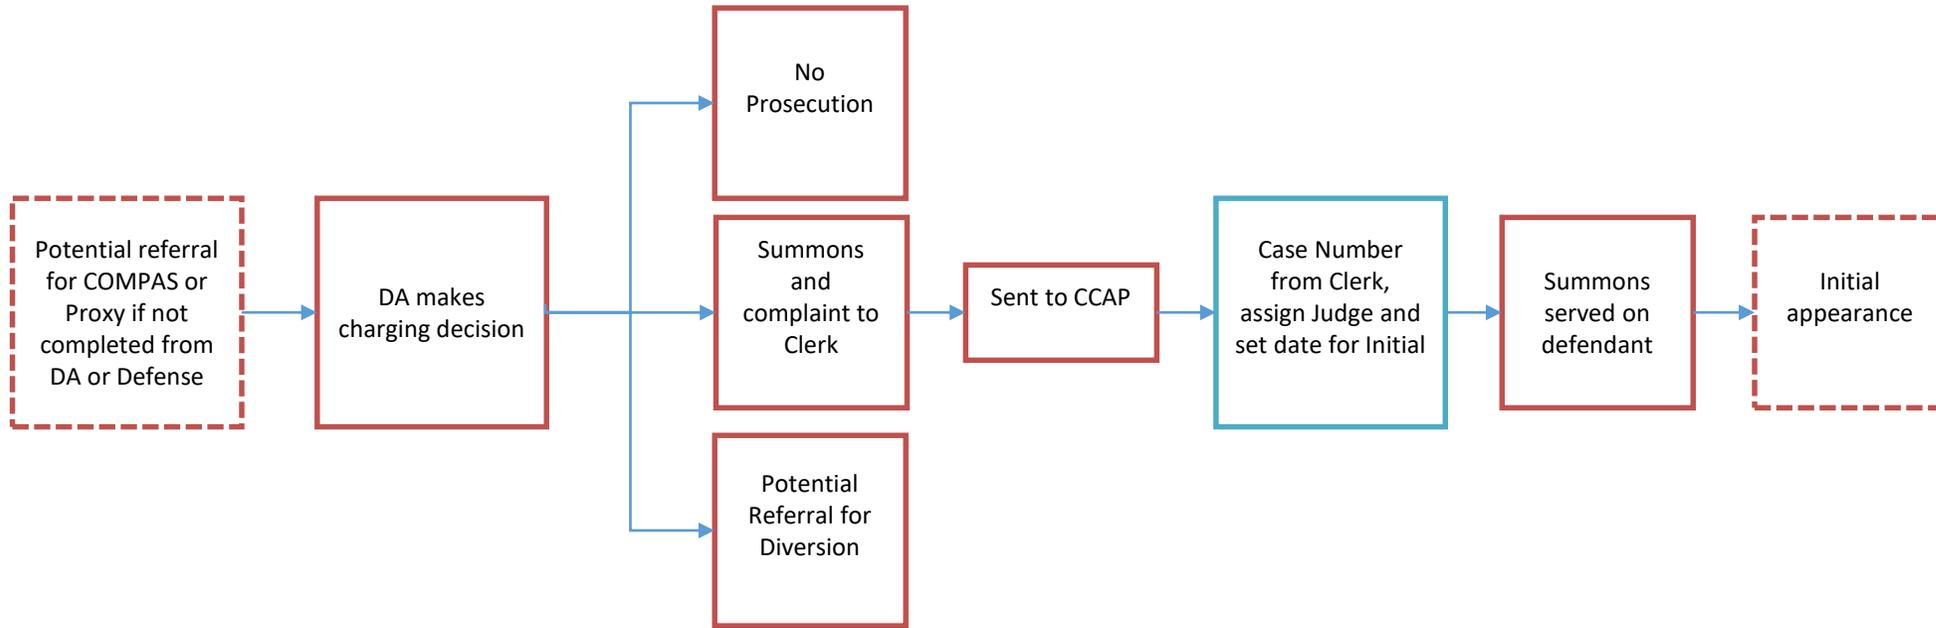 Potential referral
for COMPAS or
Proxy if not
completed from
DA or Defense
DA makes
charging decision
No
Prosecution
Summons
and
complaint to
Clerk
Potential
Referral for
Diversion
Sent to CCAP
Case Number
from Clerk,
assign Judge and
set date for Initial
Summons
served on
defendant
Initial
appearance